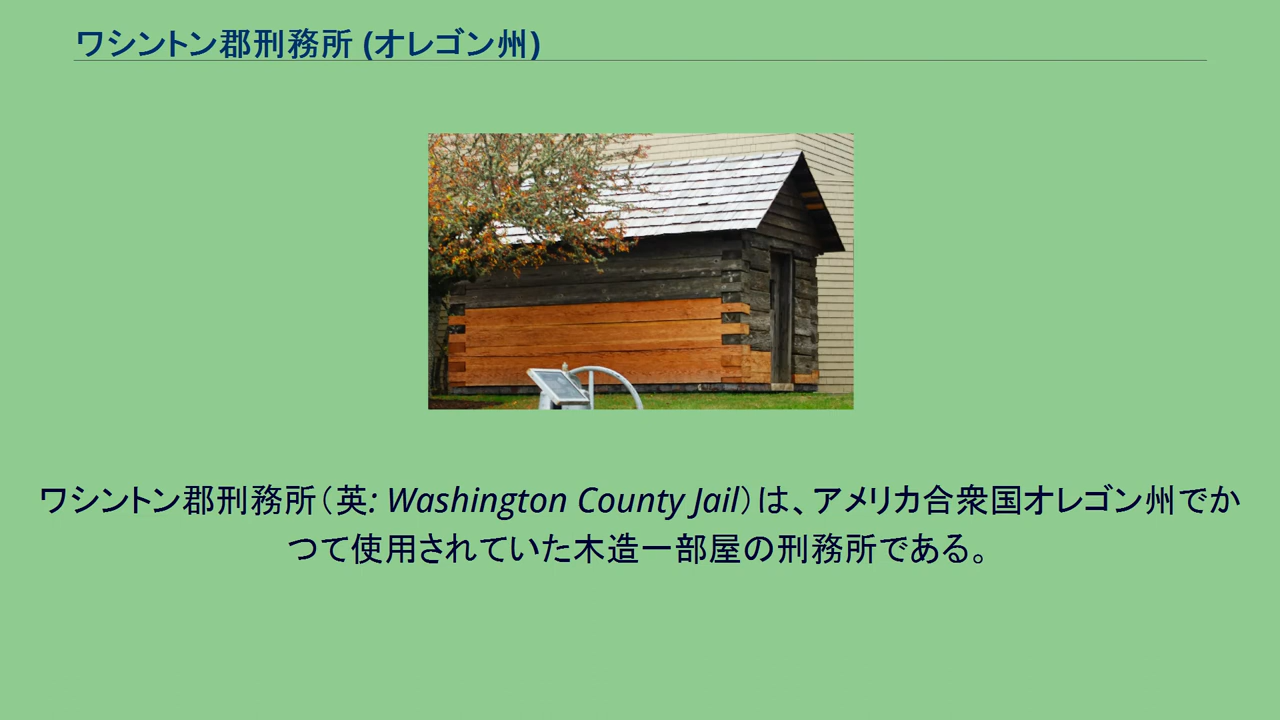 ワシントン郡刑務所 (オレゴン州)
ワシントン郡刑務所（英: Washington County Jail）は、アメリカ合衆国オレゴン州でか
つて使用されていた木造一部屋の刑務所である。